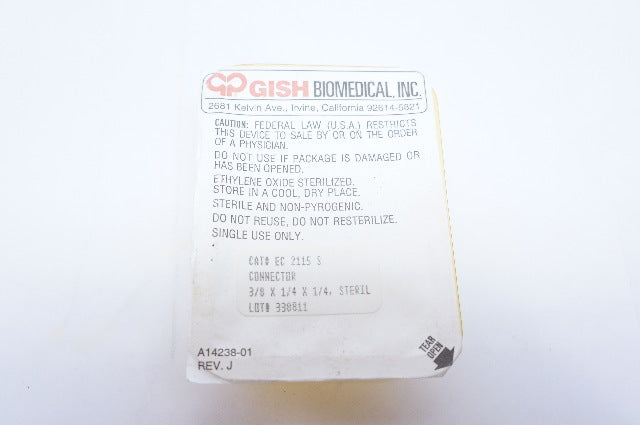 GISH BIOMEDICAL, INC.
2681 Kelvin Ave., Irvine, California 92614-5821
CAUTION: FEDERAL LAW (U.S.A.) RESTRICTS
THIS DEVICE TO SALE BY OR ON THE ORDER
OF A PHYSICIAN.
DO NOT USE IF PACKAGE IS DAMAGED OR
HAS BEEN OPENED.
ETHYLENE OXIDE STERILIZED.
STORE IN A COOL, DRY PLACE.
STERILE AND NON-PYROGENIC.
DO NOT REUSE, DO NOT RESTERILIZE.
SINGLE USE ONLY.
CAT# EC 2115 S
CONNECTOR
3/8 X 1/4 X 1/4, STERIL
LOT# 330811
A14238-01
REV. J
TEAR
OPEN